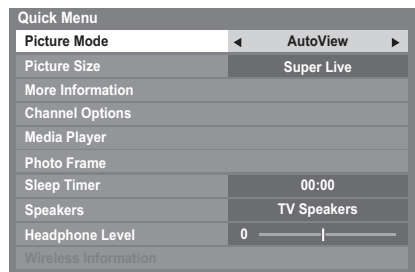 Quick Menu
Picture Mode ◀ AutoView ▶
Picture Size Super Live
More Information
Channel Options
Media Player
Photo Frame
Sleep Timer 00:00
Speakers TV Speakers
Headphone Level 0
Wireless Information